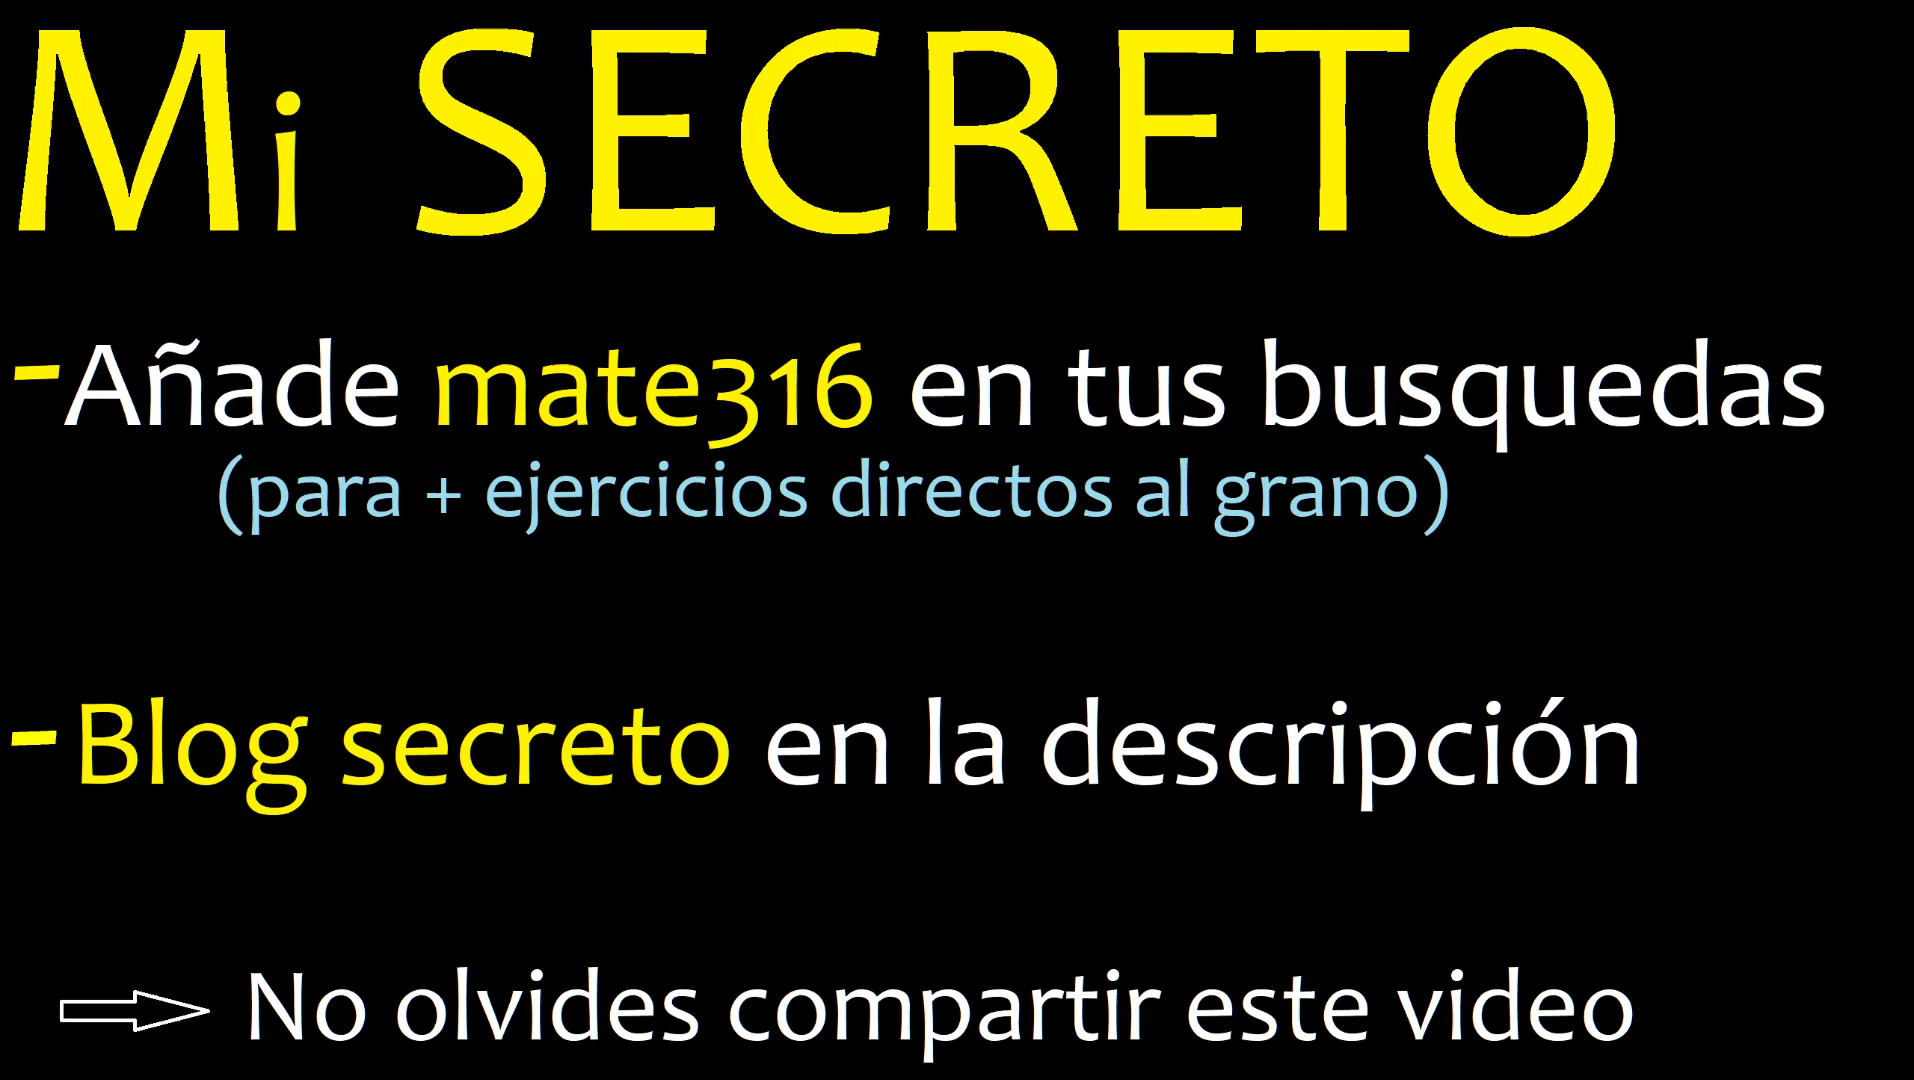 Mi SECRETO
-Añade mate316 en tus busquedas
(para + ejercicios directos al grano)
-Blog secreto en la descripción
No olvides compartir este video